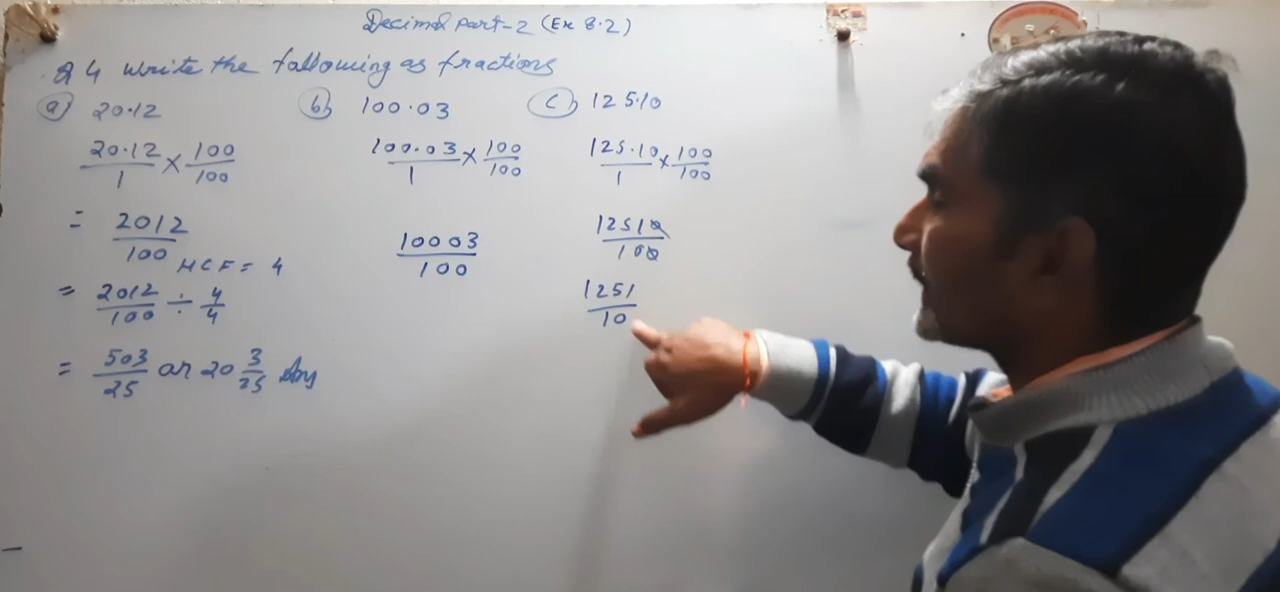 Decimal Part-2 (Ex 8.2)
Q 4 write the following as fractions
(a) 20.12
20.12/1 × 100/100
= 2012/100
HCF = 4
= 2012/100 ÷ 4/4
= 503/25 or 20 3/25 Ans
(b) 100.03
100.03/1 × 100/100
10003/100
(c) 125.10
125.10/1 × 100/100
12510/100
1251/10